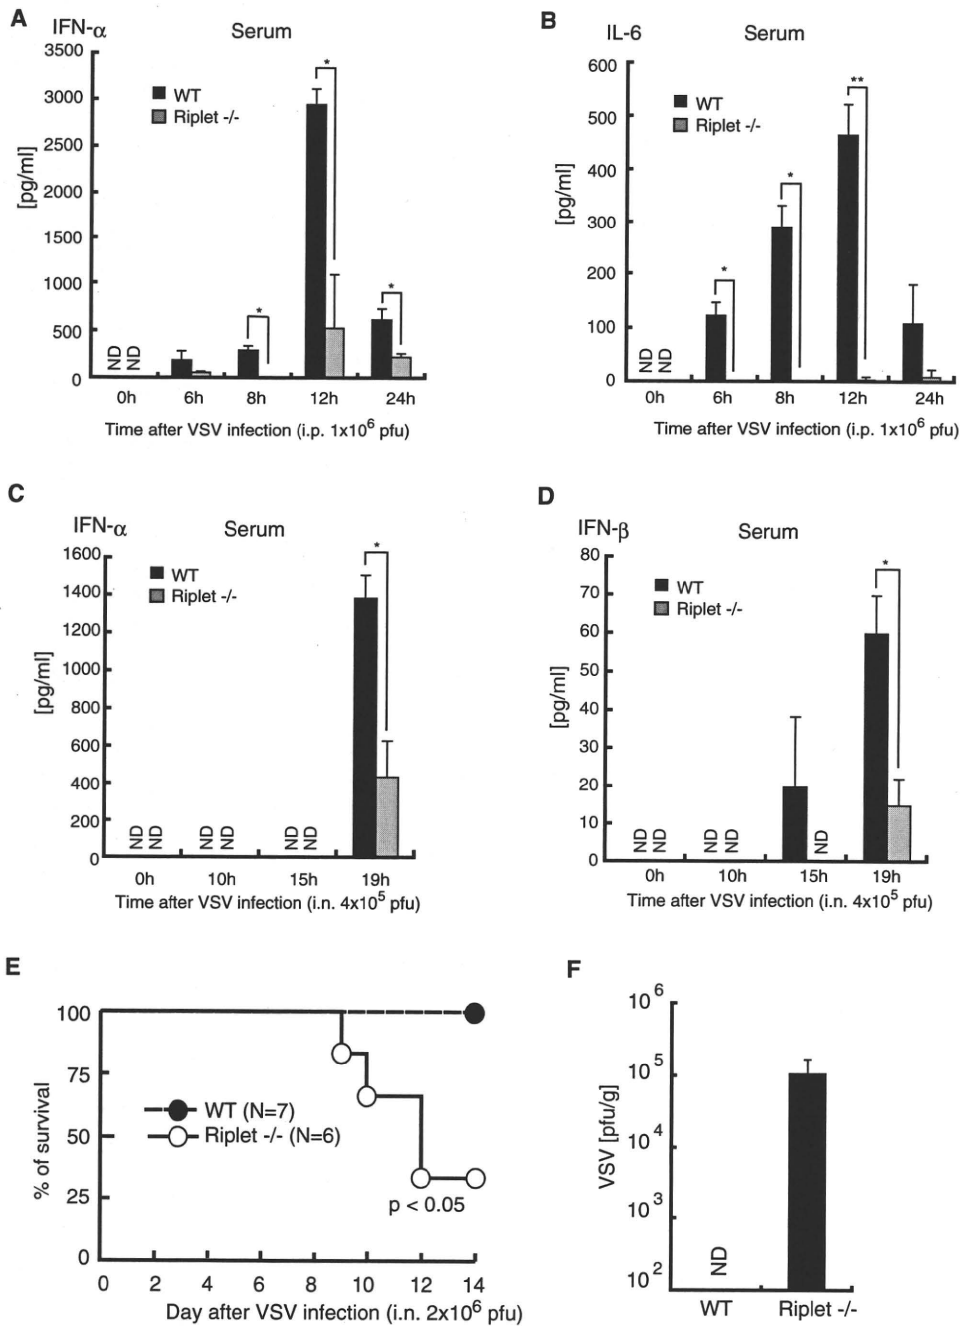 A
IFN-α
Serum
3500
3000
2500
2000
1500
1000
500
0
[pg/ml]
WT
Riplet -/-
*
*
*
ND
ND
0h
6h
8h
12h
24h
Time after VSV infection (i.p. 1x10⁶ pfu)
B
IL-6
Serum
600
500
400
300
200
100
0
[pg/ml]
WT
Riplet -/-
*
*
**
ND
ND
0h
6h
8h
12h
24h
Time after VSV infection (i.p. 1x10⁶ pfu)
C
IFN-α
Serum
1600
1400
1200
1000
800
600
400
200
0
[pg/ml]
WT
Riplet -/-
*
ND
ND
ND
ND
ND
ND
0h
10h
15h
19h
Time after VSV infection (i.n. 4x10⁵ pfu)
D
IFN-β
Serum
80
70
60
50
40
30
20
10
0
[pg/ml]
WT
Riplet -/-
*
ND
ND
ND
ND
ND
0h
10h
15h
19h
Time after VSV infection (i.n. 4x10⁵ pfu)
E
100
75
50
25
0
% of survival
WT (N=7)
Riplet -/- (N=6)
p < 0.05
0
2
4
6
8
10
12
14
Day after VSV infection (i.n. 2x10⁶ pfu)
F
10⁶
10⁵
10⁴
10³
10²
VSV [pfu/g]
ND
WT
Riplet -/-